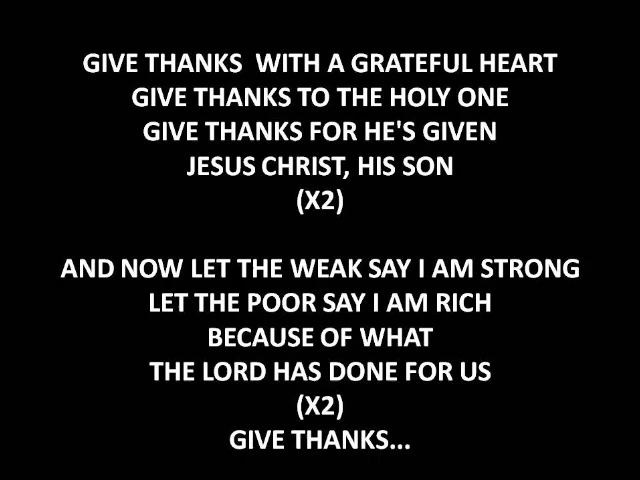 GIVE THANKS  WITH A GRATEFUL HEART
GIVE THANKS TO THE HOLY ONE
GIVE THANKS FOR HE'S GIVEN
JESUS CHRIST, HIS SON
(X2)

AND NOW LET THE WEAK SAY I AM STRONG
LET THE POOR SAY I AM RICH
BECAUSE OF WHAT
THE LORD HAS DONE FOR US
(X2)
GIVE THANKS...